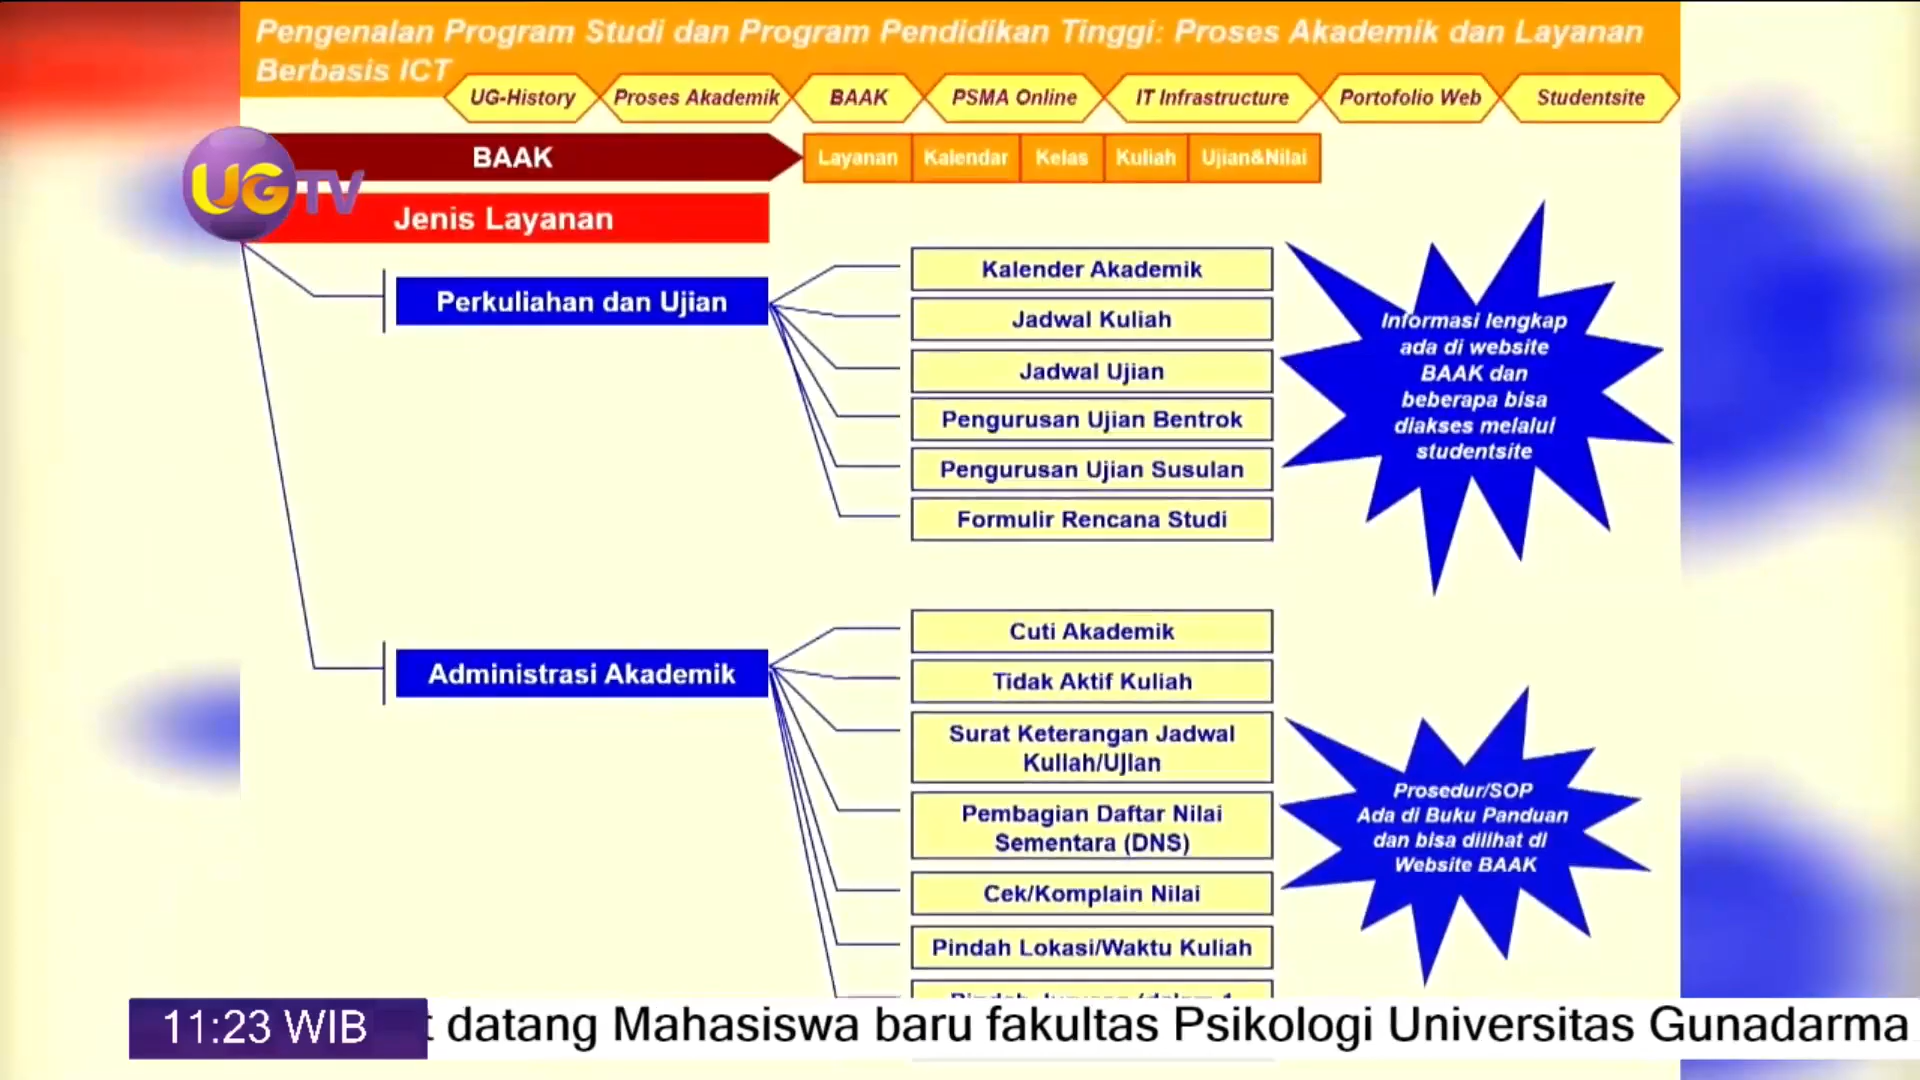 Pengenalan Program Studi dan Program Pendidikan Tinggi: Proses Akademik dan Layanan
Berbasis ICT
UG-History
Proses Akademik
BAAK
PSMA Online
IT Infrastructure
Portofolio Web
Studentsite
BAAK
Layanan
Kalendar
Kelas
Kuliah
Ujian&Nilai
UGTV
Jenis Layanan
Perkuliahan dan Ujian
Kalender Akademik
Jadwal Kuliah
Jadwal Ujian
Pengurusan Ujian Bentrok
Pengurusan Ujian Susulan
Formulir Rencana Studi
Informasi lengkap
ada di website
BAAK dan
beberapa bisa
diakses melalui
studentsite
Administrasi Akademik
Cuti Akademik
Tidak Aktif Kuliah
Surat Keterangan Jadwal
Kuliah/Ujian
Pembagian Daftar Nilai
Sementara (DNS)
Cek/Komplain Nilai
Pindah Lokasi/Waktu Kuliah
Prosedur/SOP
Ada di Buku Panduan
dan bisa dilihat di
Website BAAK
11:23 WIB
t datang Mahasiswa baru fakultas Psikologi Universitas Gunadarma